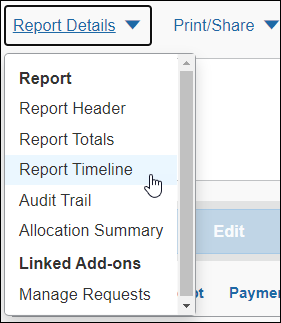 Report Details Print/Share
Report
Report Header
Report Totals
Report Timeline
Audit Trail
Allocation Summary
Edit
Linked Add-ons
Manage Requests